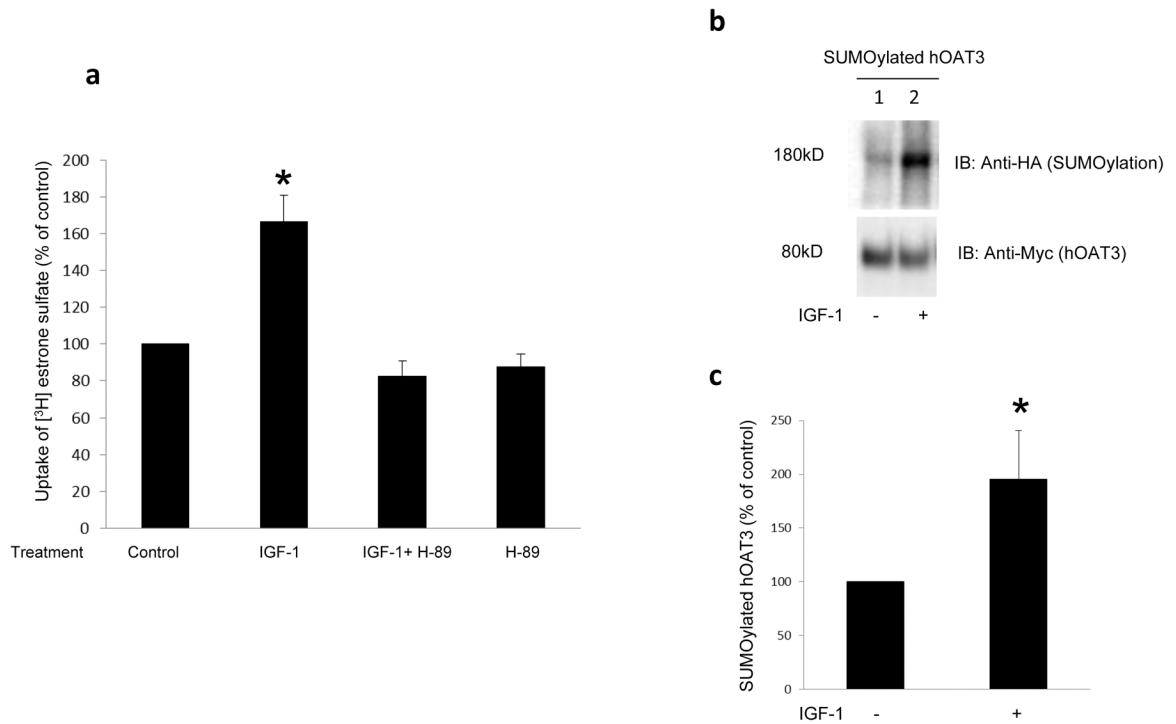 a
Uptake of [³H] estrone sulfate (% of control)
200
180
160
140
120
100
80
60
40
20
0
*
Treatment Control IGF-1 IGF-1+ H-89 H-89
b
SUMOylated hOAT3
1 2
180kD IB: Anti-HA (SUMOylation)
80kD IB: Anti-Myc (hOAT3)
IGF-1 - +
c
SUMOylated hOAT3 (% of control)
250
200
150
100
50
0
*
IGF-1 - +